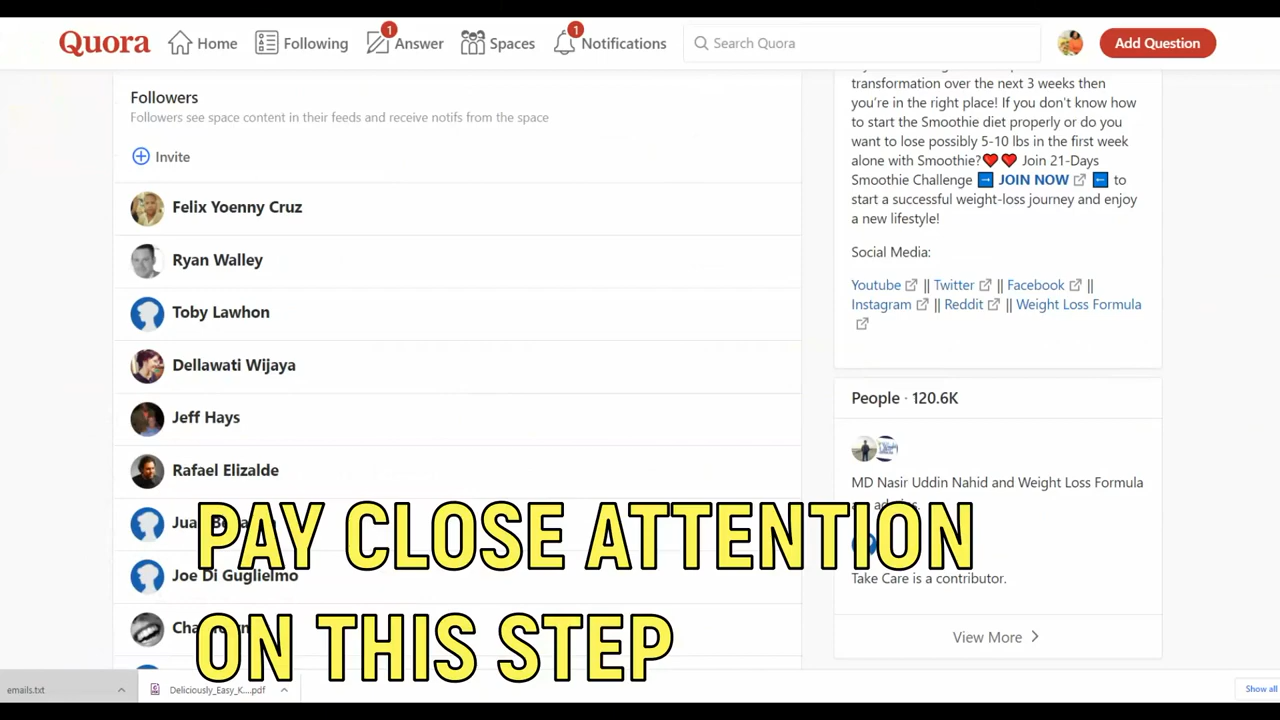 Quora
Home
Following
1
Answer
Spaces
1
Notifications
Search Quora
Add Question
Followers
Followers see space content in their feeds and receive notifs from the space
Invite
Felix Yoenny Cruz
Ryan Walley
Toby Lawhon
Dellawati Wijaya
Jeff Hays
Rafael Elizalde
Joe Di Guglielmo
transformation over the next 3 weeks then
you're in the right place! If you don't know how
to start the Smoothie diet properly or do you
want to lose possibly 5-10 lbs in the first week
alone with Smoothie? Join 21-Days
Smoothie Challenge JOIN NOW to
start a successful weight-loss journey and enjoy
a new lifestyle!
Social Media:
Youtube || Twitter || Facebook ||
Instagram || Reddit || Weight Loss Formula
People · 120.6K
MD Nasir Uddin Nahid and Weight Loss Formula
Take Care is a contributor.
View More
PAY CLOSE ATTENTION
ON THIS STEP
emails.txt
Deliciously_Easy_K....pdf
Show all